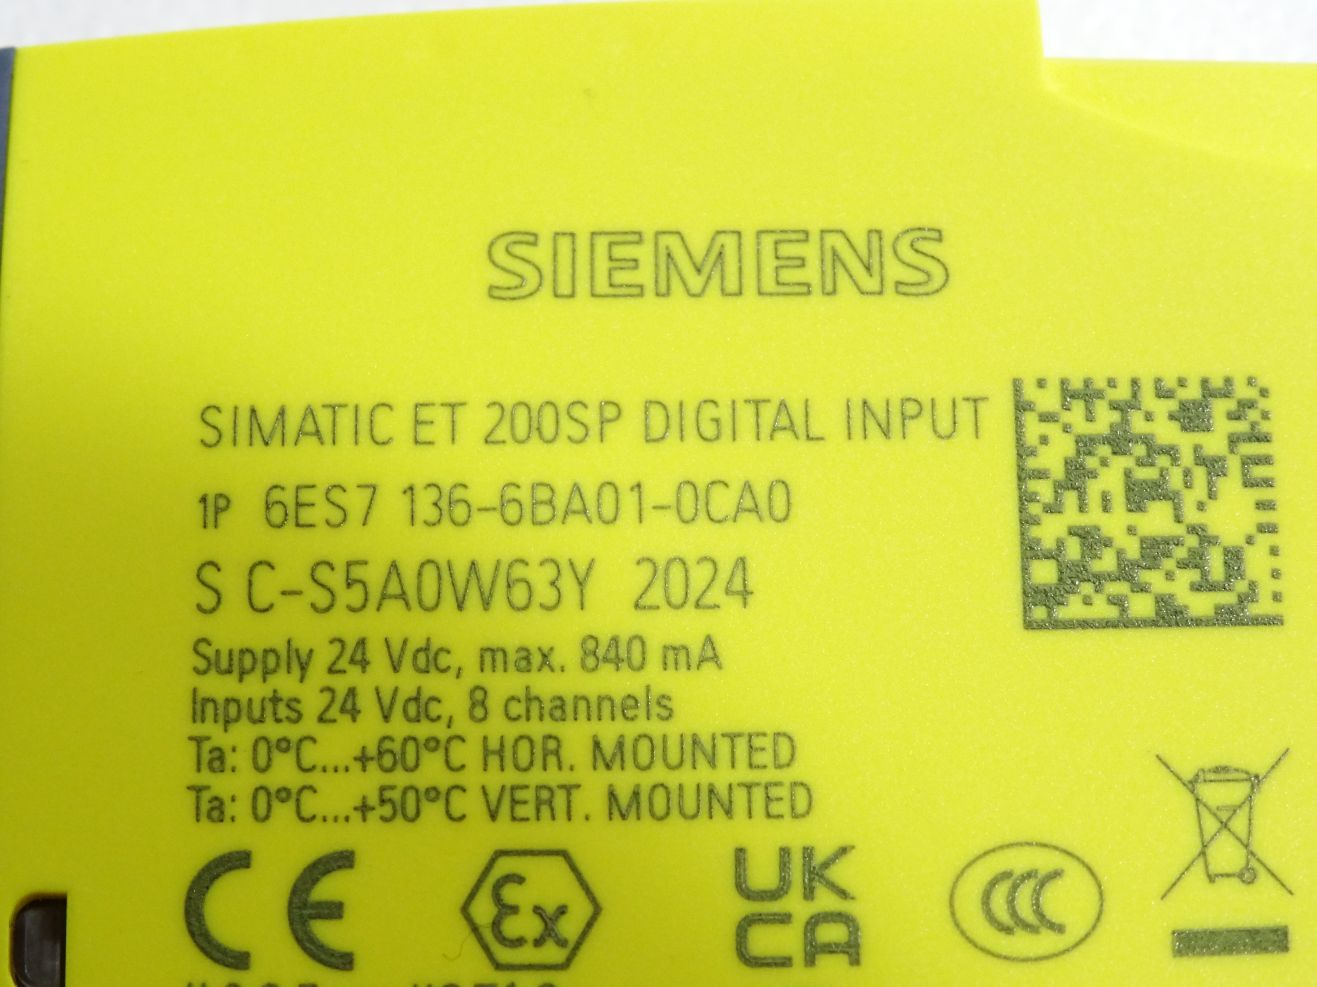 SIEMENS
SIMATIC ET 200SP DIGITAL INPUT
1P 6ES7 136-6BA01-0CA0
S C-S5A0W63Y 2024
Supply 24 Vdc, max. 840 mA
Inputs 24 Vdc, 8 channels
Ta: 0°C...+60°C HOR. MOUNTED
Ta: 0°C...+50°C VERT. MOUNTED
CE Ex UK CA CCC